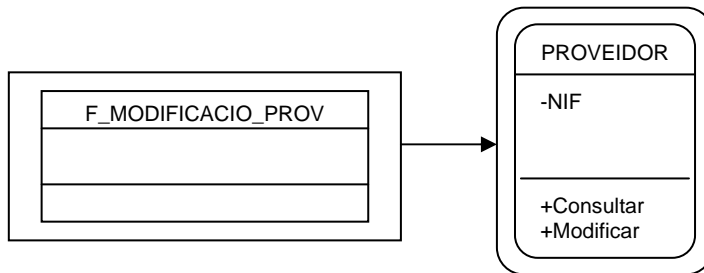 PROVEIDOR
F_MODIFICACIO_PROV
-NIF
+Consultar
+Modificar